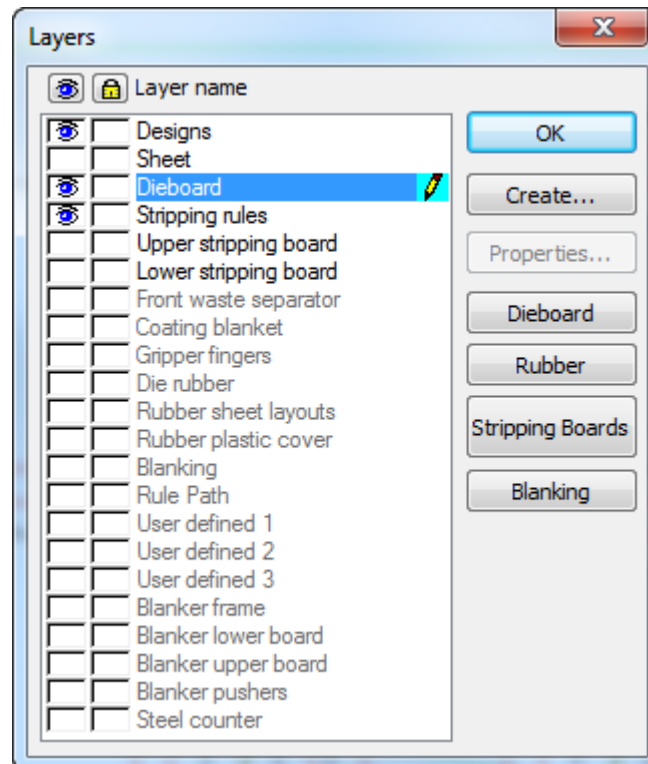 Layers
Layer name
Designs
Sheet
Dieboard
Stripping rules
Upper stripping board
Lower stripping board
Front waste separator
Coating blanket
Gripper fingers
Die rubber
Rubber sheet layouts
Rubber plastic cover
Blanking
Rule Path
User defined 1
User defined 2
User defined 3
Blanker frame
Blanker lower board
Blanker upper board
Blanker pushers
Steel counter
OK
Create...
Properties...
Dieboard
Rubber
Stripping Boards
Blanking